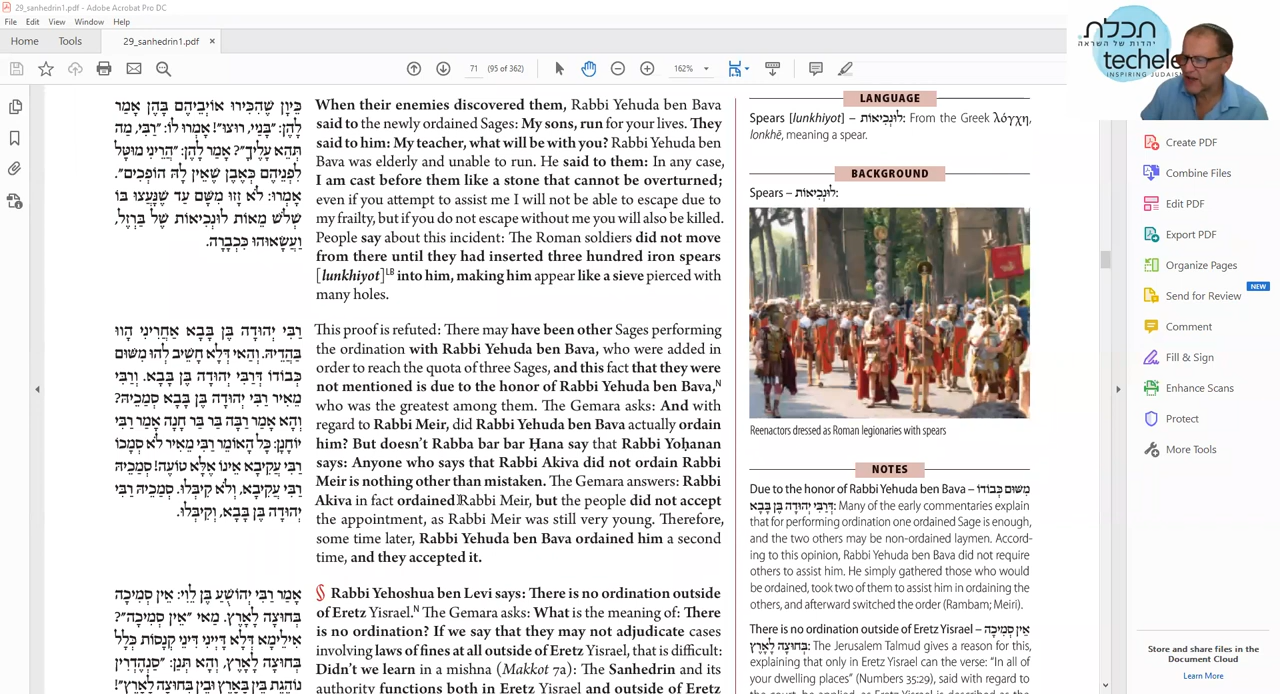 29_sanhedrin1.pdf - Adobe Acrobat Pro DC
File Edit View Window Help
Home Tools 29_sanhedrin1.pdf ×
71 (95 of 362) 162%
כֵּיוָן שֶׁהִכִּירוּ אוֹיְבֵיהֶם בָּהֶן אָמַר
לָהֶן: ״בָּנַיי, רוּצוּ״! אָמְרוּ לוֹ: ״רַבִּי, מַה
תְּהֵא עָלֶיךָ״? אָמַר לָהֶן: ״הֲרֵינִי מוּטָל
לִפְנֵיהֶם כְּאֶבֶן שֶׁאֵין לָהּ הוֹפְכִים״.
אָמְרוּ: לֹא זָזוּ מִשָּׁם עַד שֶׁנָּעֲצוּ בּוֹ
שְׁלֹשׁ מֵאוֹת לוּנְכִיאוֹת שֶׁל בַּרְזֶל,
וַעֲשָׂאוּהוּ כִּכְבָרָה.
When their enemies discovered them, Rabbi Yehuda ben Bava
said to the newly ordained Sages: My sons, run for your lives. They
said to him: My teacher, what will be with you? Rabbi Yehuda ben
Bava was elderly and unable to run. He said to them: In any case,
I am cast before them like a stone that cannot be overturned;
even if you attempt to assist me I will not be able to escape due to
my frailty, but if you do not escape without me you will also be killed.
People say about this incident: The Roman soldiers did not move
from there until they had inserted three hundred iron spears
[lunkhiyot]LB into him, making him appear like a sieve pierced with
many holes.
רַבִּי יְהוּדָה בֶּן בָּבָא אַחֲרִינֵי הֲווֹ
בַּהֲדֵיהּ, וְהַאי דְּלָא חָשֵׁיב לְהוּ מִשּׁוּם
כְּבוֹדוֹ דְּרַבִּי יְהוּדָה בֶּן בָּבָא. וְרַבִּי
מֵאִיר רַבִּי יְהוּדָה בֶּן בָּבָא סְמָכֵיהּ?
וְהָא אָמַר רַבָּה בַּר בַּר חָנָה אָמַר רַבִּי
יוֹחָנָן: כׇּל הָאוֹמֵר רַבִּי מֵאִיר לֹא סְמָכוֹ
רַבִּי עֲקִיבָא אֵינוֹ אֶלָּא טוֹעֶה! סְמָכֵיהּ
רַבִּי עֲקִיבָא, וְלֹא קִיבְּלוּ. סְמָכֵיהּ רַבִּי
יְהוּדָה בֶּן בָּבָא, וְקִיבְּלוּ.
This proof is refuted: There may have been other Sages performing
the ordination with Rabbi Yehuda ben Bava, who were added in
order to reach the quota of three Sages, and this fact that they were
not mentioned is due to the honor of Rabbi Yehuda ben Bava,N
who was the greatest among them. The Gemara asks: And with
regard to Rabbi Meir, did Rabbi Yehuda ben Bava actually ordain
him? But doesn't Rabba bar bar Ḥana say that Rabbi Yoḥanan
says: Anyone who says that Rabbi Akiva did not ordain Rabbi
Meir is nothing other than mistaken. The Gemara answers: Rabbi
Akiva in fact ordained Rabbi Meir, but the people did not accept
the appointment, as Rabbi Meir was still very young. Therefore,
some time later, Rabbi Yehuda ben Bava ordained him a second
time, and they accepted it.
אָמַר רַבִּי יְהוֹשֻׁעַ בֶּן לֵוִי: אֵין סְמִיכָה
בְּחוּצָה לָאָרֶץ. מַאי ״אֵין סְמִיכָה״?
אִילֵּימָא דְּלָא דָּיְינִי דִּינֵי קְנָסוֹת כְּלָל
בְּחוּצָה לָאָרֶץ, וְהָא תְּנַן: ״סַנְהֶדְרִין
נוֹהֶגֶת בֵּין בָּאָרֶץ וּבֵין בְּחוּצָה לָאָרֶץ״!
Rabbi Yehoshua ben Levi says: There is no ordination outside
of Eretz Yisrael.N The Gemara asks: What is the meaning of: There
is no ordination? If we say that they may not adjudicate cases
involving laws of fines at all outside of Eretz Yisrael, that is difficult:
Didn't we learn in a mishna (Makkot 7a): The Sanhedrin and its
authority functions both in Eretz Yisrael and outside of Eretz
LANGUAGE
Spears [lunkhiyot] – לוּנְכִיאוֹת: From the Greek λόγχη,
lonkhē, meaning a spear.
BACKGROUND
Spears – לוּנְכִיאוֹת:
Reenactors dressed as Roman legionaries with spears
NOTES
Due to the honor of Rabbi Yehuda ben Bava – מִשּׁוּם כְּבוֹדוֹ
דְּרַבִּי יְהוּדָה בֶּן בָּבָא: Many of the early commentaries explain
that for performing ordination one ordained Sage is enough,
and the two others may be non-ordained laymen. Accord-
ing to this opinion, Rabbi Yehuda ben Bava did not require
others to assist him. He simply gathered those who would
be ordained, took two of them to assist him in ordaining the
others, and afterward switched the order (Rambam; Meiri).
There is no ordination outside of Eretz Yisrael – אֵין סְמִיכָה
בְּחוּצָה לָאָרֶץ: The Jerusalem Talmud gives a reason for this,
explaining that only in Eretz Yisrael can the verse: "In all of
your dwelling places" (Numbers 35:29), said with regard to
תכלת.
יהדות של השראה
techele
INSPIRING JUDAISM
Create PDF
Combine Files
Edit PDF
Export PDF
Organize Pages
Send for Review NEW
Comment
Fill & Sign
Enhance Scans
Protect
More Tools
Store and share files in the
Document Cloud
Learn More